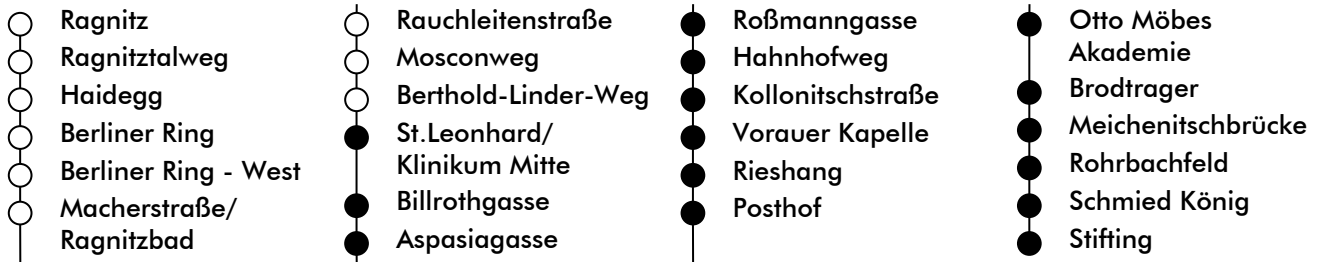 Ragnitz
Ragnitztalweg
Haidegg
Berliner Ring
Berliner Ring - West
Macherstraße/
Ragnitzbad
Rauchleitenstraße
Mosconweg
Berthold-Linder-Weg
St.Leonhard/
Klinikum Mitte
Billrothgasse
Aspasiagasse
Roßmanngasse
Hahnhofweg
Kollonitschstraße
Vorauer Kapelle
Rieshang
Posthof
Otto Möbes
Akademie
Brodtrager
Meichenitschbrücke
Rohrbachfeld
Schmied König
Stifting